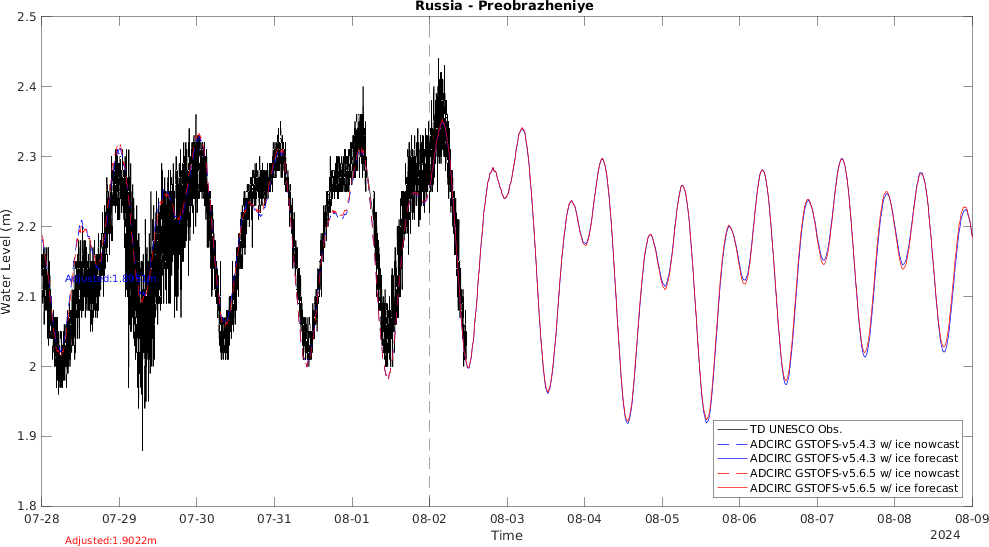 Russia - Preobrazheniye
Water Level (m)
2.5
2.4
2.3
2.2
2.1
2
1.9
1.8
TD UNESCO Obs.
ADCIRC GSTOFS-v5.4.3 w/ ice nowcast
ADCIRC GSTOFS-v5.4.3 w/ ice forecast
ADCIRC GSTOFS-v5.6.5 w/ ice nowcast
ADCIRC GSTOFS-v5.6.5 w/ ice forecast
07-28 07-29 07-30 07-31 08-01 08-02 08-03 08-04 08-05 08-06 08-07 08-08 08-09
Time
2024
Adjusted:1.9022m